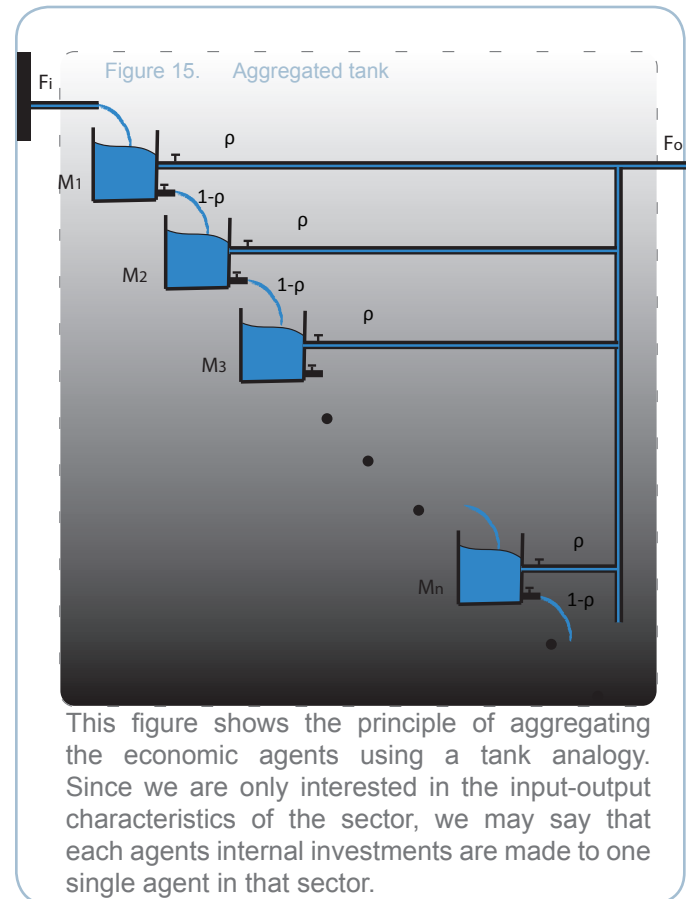 Figure 15. Aggregated tank
Fi
ρ
Fo
M1
1-ρ
ρ
M2
1-ρ
ρ
M3
ρ
Mn
1-ρ
This figure shows the principle of aggregating
the economic agents using a tank analogy.
Since we are only interested in the input-output
characteristics of the sector, we may say that
each agents internal investments are made to one
single agent in that sector.